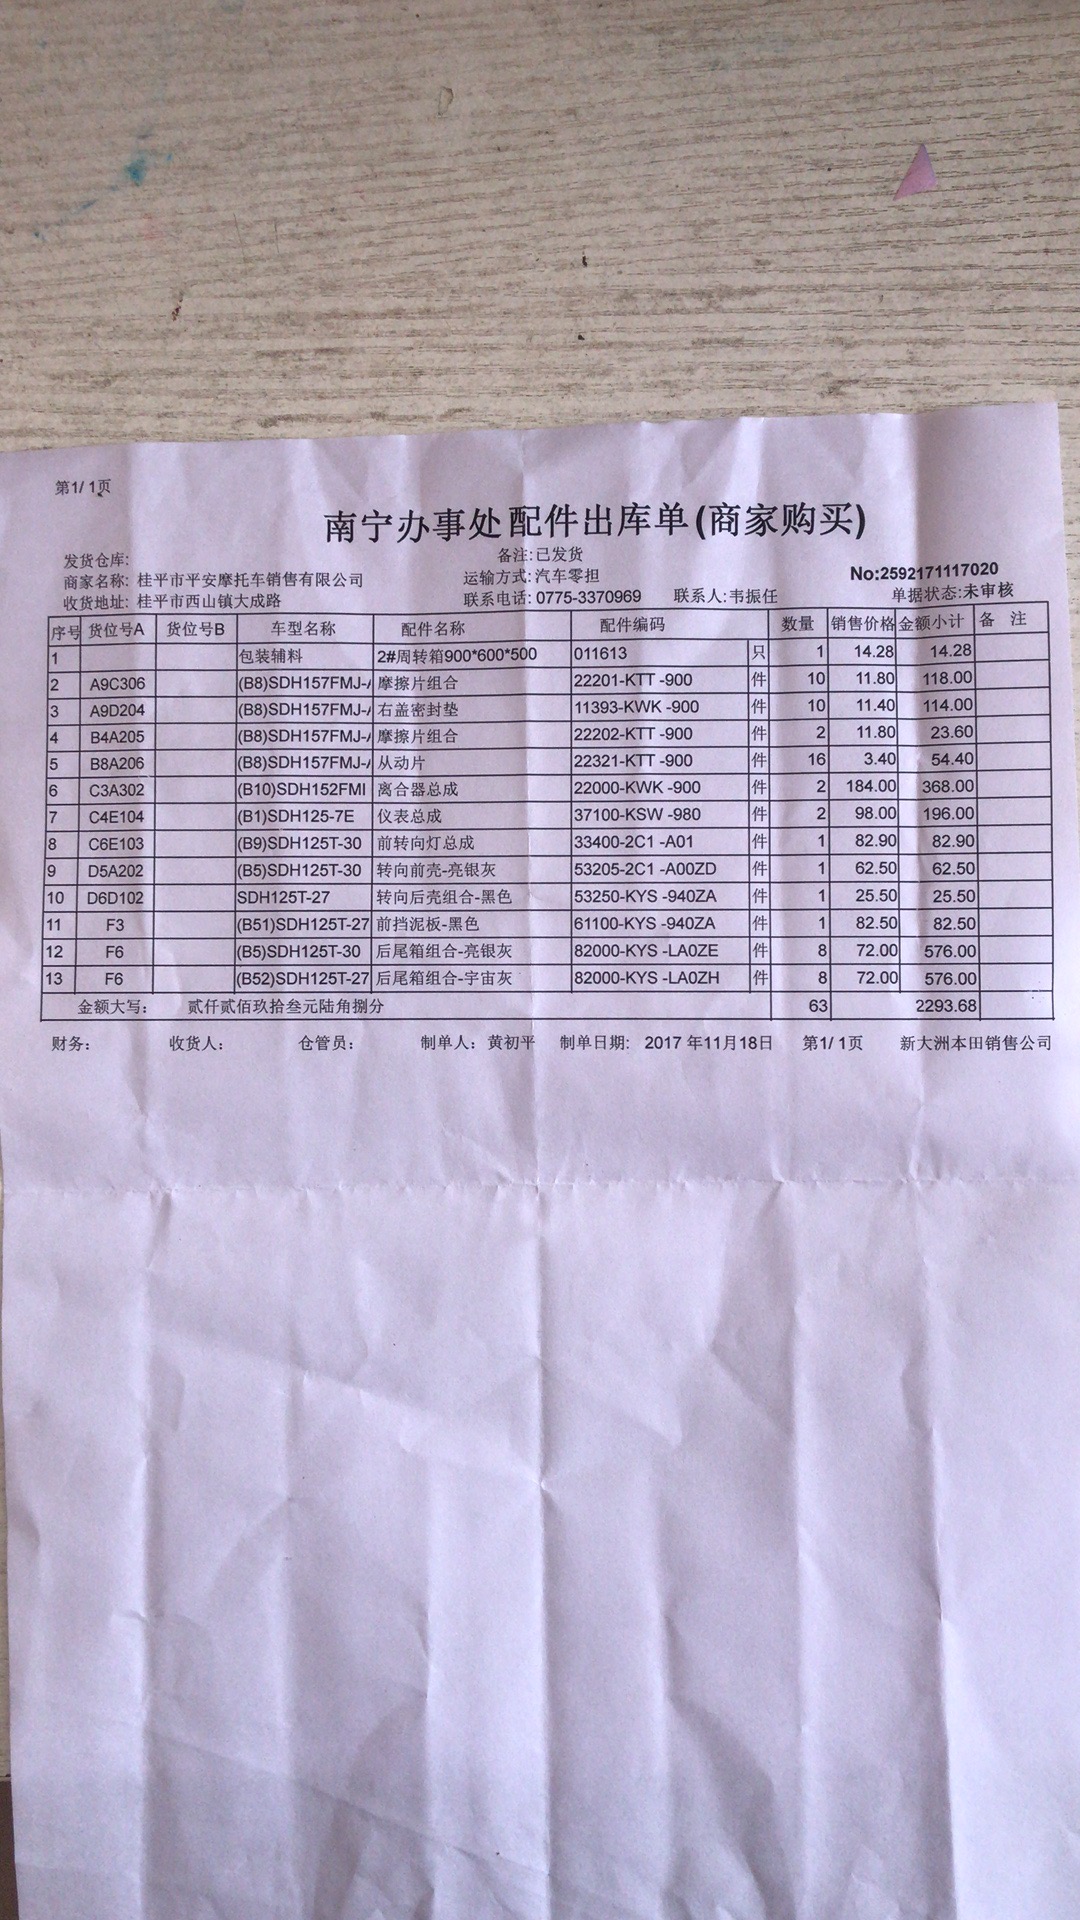 第1/ 1页
南宁办事处配件出库单(商家购买)
发货仓库: 备注:已发货
商家名称: 桂平市平安摩托车销售有限公司 运输方式:汽车零担 No:2592171117020
收货地址: 桂平市西山镇大成路 联系电话: 0775-3370969 联系人:韦振任 单据状态:未审核
序号 货位号A 货位号B 车型名称 配件名称 配件编码 数量 销售价格 金额小计 备 注
1 包装辅料 2#周转箱900*600*500 011613 只 1 14.28 14.28
2 A9C306 (B8)SDH157FMJ-/ 摩擦片组合 22201-KTT -900 件 10 11.80 118.00
3 A9D204 (B8)SDH157FMJ-/ 右盖密封垫 11393-KWK -900 件 10 11.40 114.00
4 B4A205 (B8)SDH157FMJ-/ 摩擦片组合 22202-KTT -900 件 2 11.80 23.60
5 B8A206 (B8)SDH157FMJ-/ 从动片 22321-KTT -900 件 16 3.40 54.40
6 C3A302 (B10)SDH152FMI 离合器总成 22000-KWK -900 件 2 184.00 368.00
7 C4E104 (B1)SDH125-7E 仪表总成 37100-KSW -980 件 2 98.00 196.00
8 C6E103 (B9)SDH125T-30 前转向灯总成 33400-2C1 -A01 件 1 82.90 82.90
9 D5A202 (B5)SDH125T-30 转向前壳-亮银灰 53205-2C1 -A00ZD 件 1 62.50 62.50
10 D6D102 SDH125T-27 转向后壳组合-黑色 53250-KYS -940ZA 件 1 25.50 25.50
11 F3 (B51)SDH125T-27 前挡泥板-黑色 61100-KYS -940ZA 件 1 82.50 82.50
12 F6 (B5)SDH125T-30 后尾箱组合-亮银灰 82000-KYS -LA0ZE 件 8 72.00 576.00
13 F6 (B52)SDH125T-27 后尾箱组合-宇宙灰 82000-KYS -LA0ZH 件 8 72.00 576.00
金额大写: 贰仟贰佰玖拾叁元陆角捌分 63 2293.68
财务: 收货人: 仓管员: 制单人: 黄初平 制单日期: 2017 年11月18日 第1/ 1页 新大洲本田销售公司